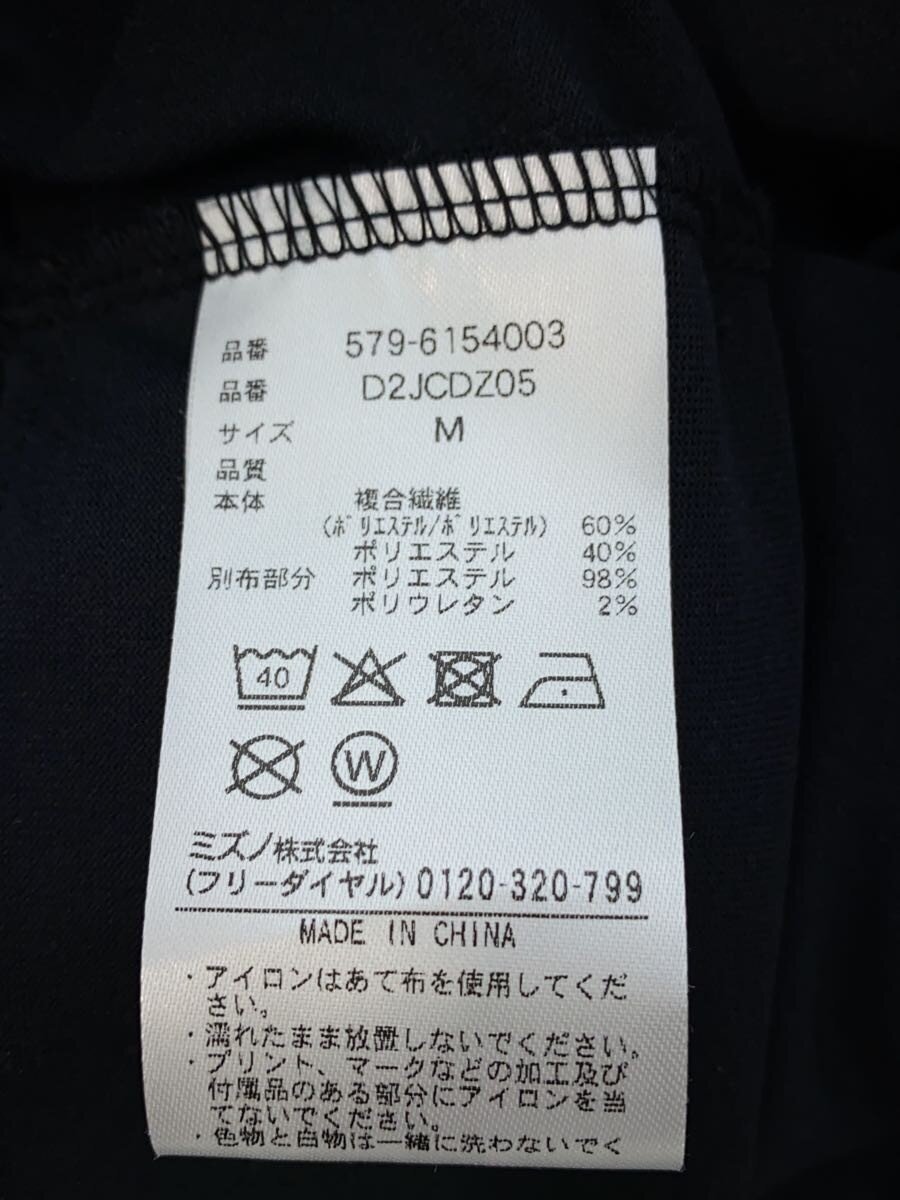 品番 579-6154003
品番 D2JCDZ05
サイズ M
品質
本体 複合繊維
(ﾎﾟﾘｴｽﾃﾙ/ﾎﾟﾘｴｽﾃﾙ) 60%
ポリエステル 40%
別布部分 ポリエステル 98%
ポリウレタン 2%
40
W
ミズノ株式会社
(フリーダイヤル) 0120-320-799
MADE IN CHINA
・アイロンはあて布を使用してくだ
さい。
・濡れたまま放置しないでください。
・プリント、マークなどの加工及び
付属品のある部分にアイロンを当
てないでください。
・色物と白物は一緒に洗わないでく